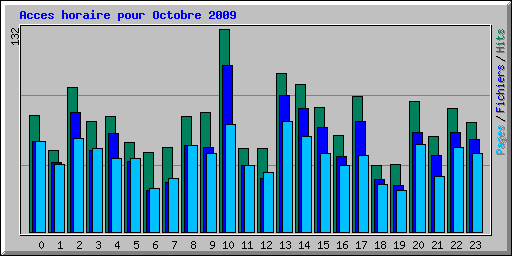 Acces horaire pour Octobre 2009
132
Pages / Fichiers / Hits
0 1 2 3 4 5 6 7 8 9 10 11 12 13 14 15 16 17 18 19 20 21 22 23